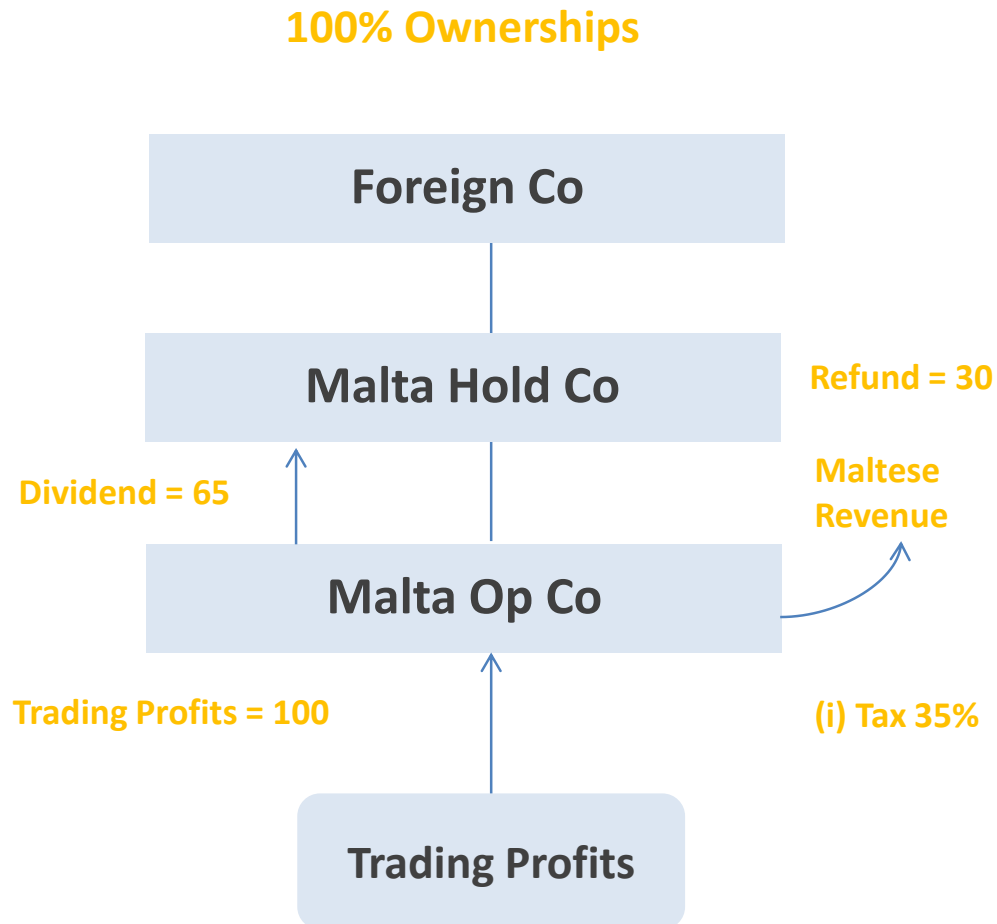 100% Ownerships
Foreign Co
Malta Hold Co
Refund = 30
Maltese
Revenue
Dividend = 65
Malta Op Co
Trading Profits = 100
(i) Tax 35%
Trading Profits